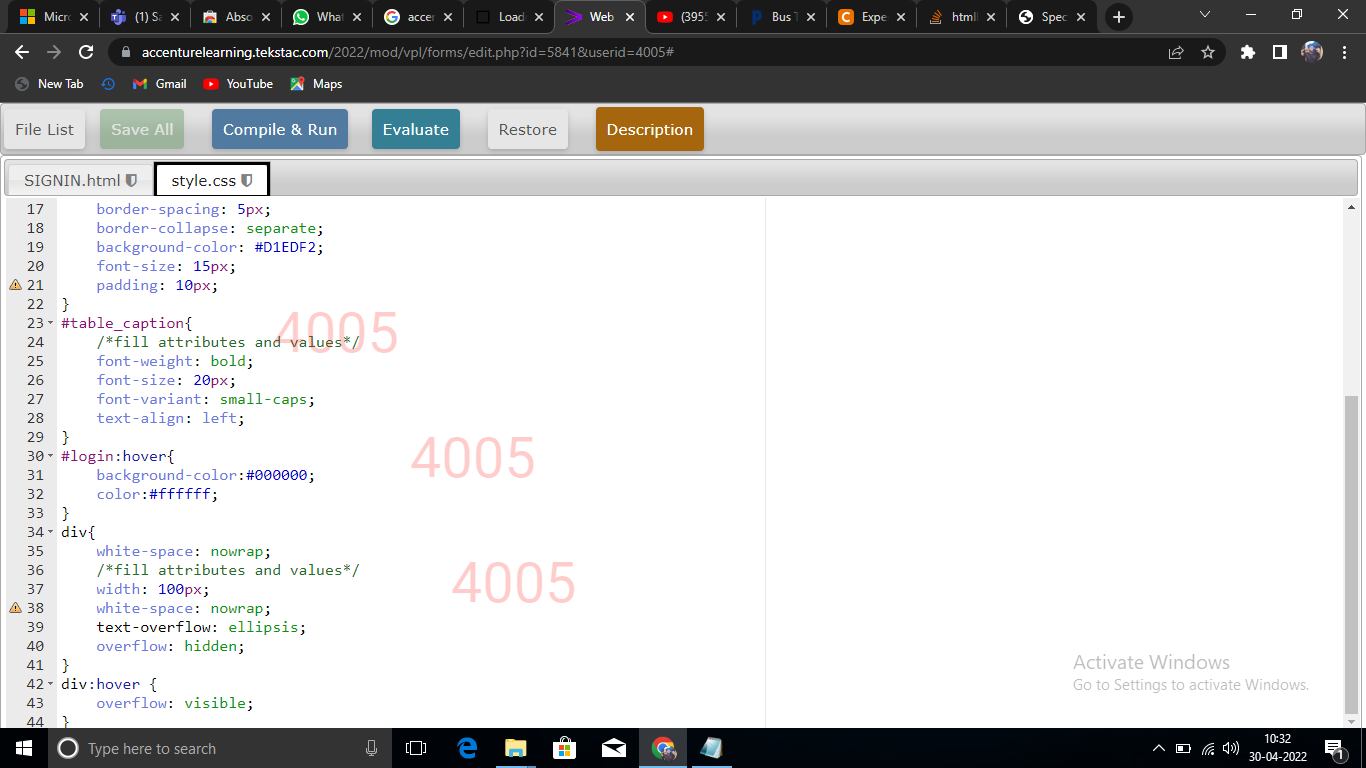 Micro
(1) Sa
Abso
What
accer
Loadi
Web
(3955
Bus T
Expe
htmll
Spec
accenturelearning.tekstac.com/2022/mod/vpl/forms/edit.php?id=5841&userid=4005#
New Tab Gmail YouTube Maps
File List Save All Compile & Run Evaluate Restore Description
SIGNIN.html style.css
17 border-spacing: 5px;
18 border-collapse: separate;
19 background-color: #D1EDF2;
20 font-size: 15px;
21 padding: 10px;
22 }
23 #table_caption{
24 /*fill attributes and values*/
25 font-weight: bold;
26 font-size: 20px;
27 font-variant: small-caps;
28 text-align: left;
29 }
30 #login:hover{
31 background-color:#000000;
32 color:#ffffff;
33 }
34 div{
35 white-space: nowrap;
36 /*fill attributes and values*/
37 width: 100px;
38 white-space: nowrap;
39 text-overflow: ellipsis;
40 overflow: hidden;
41 }
42 div:hover {
43 overflow: visible;
44 }
4005
4005
4005
Activate Windows
Go to Settings to activate Windows.
Type here to search
10:32
30-04-2022
1